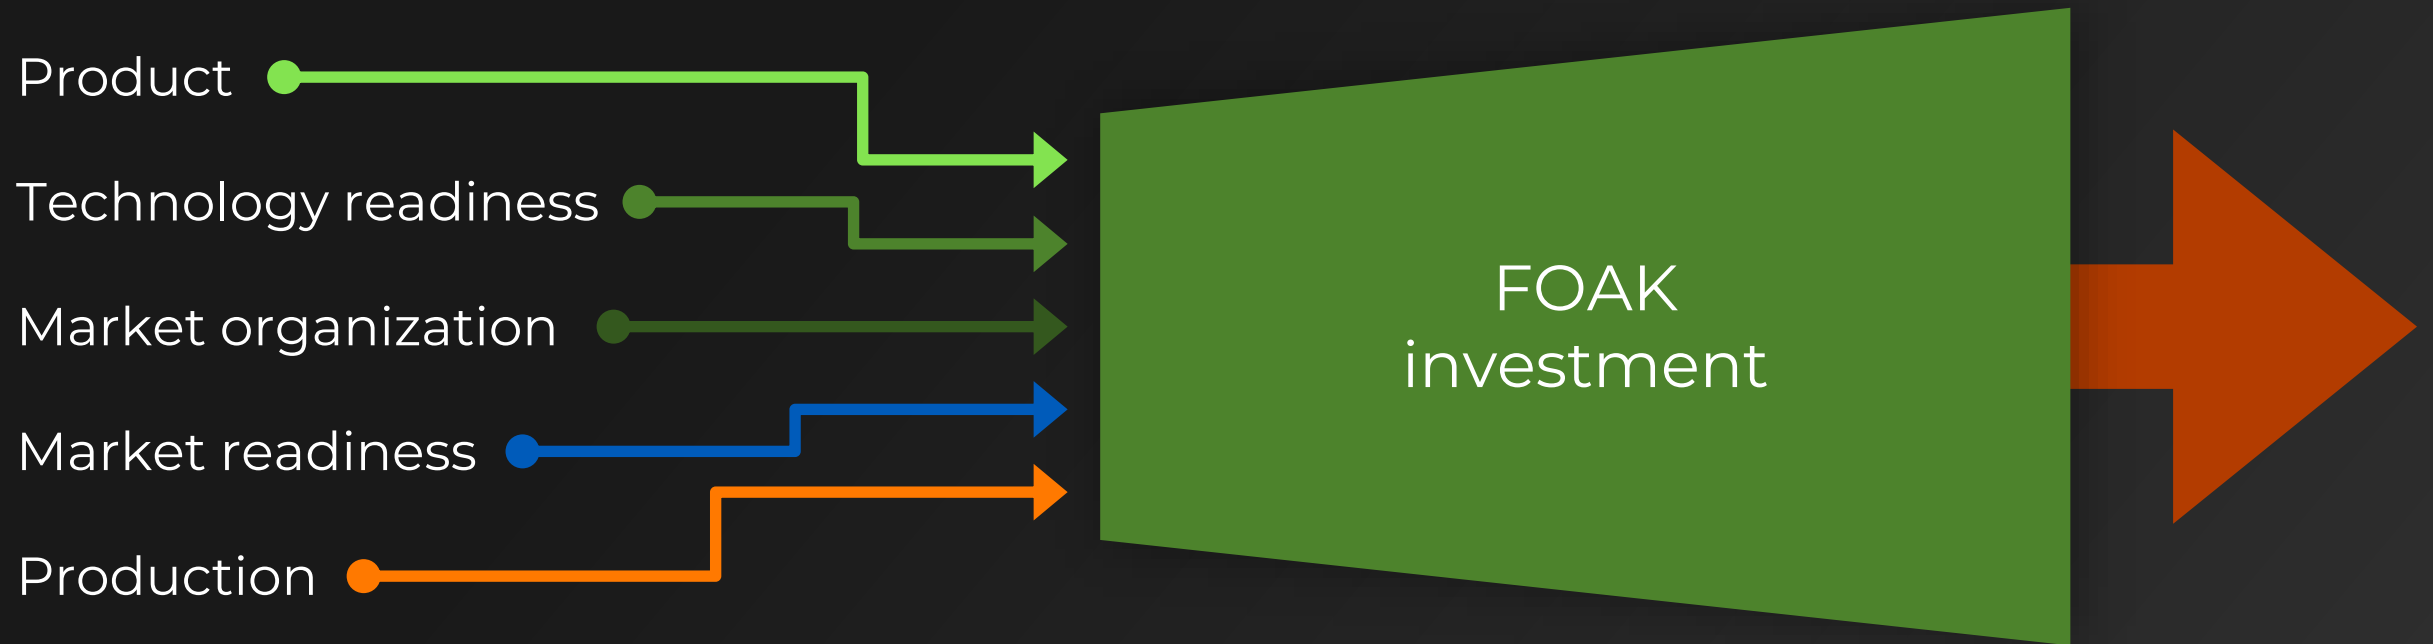 Product
Technology readiness
Market organization
Market readiness
Production
FOAK
investment